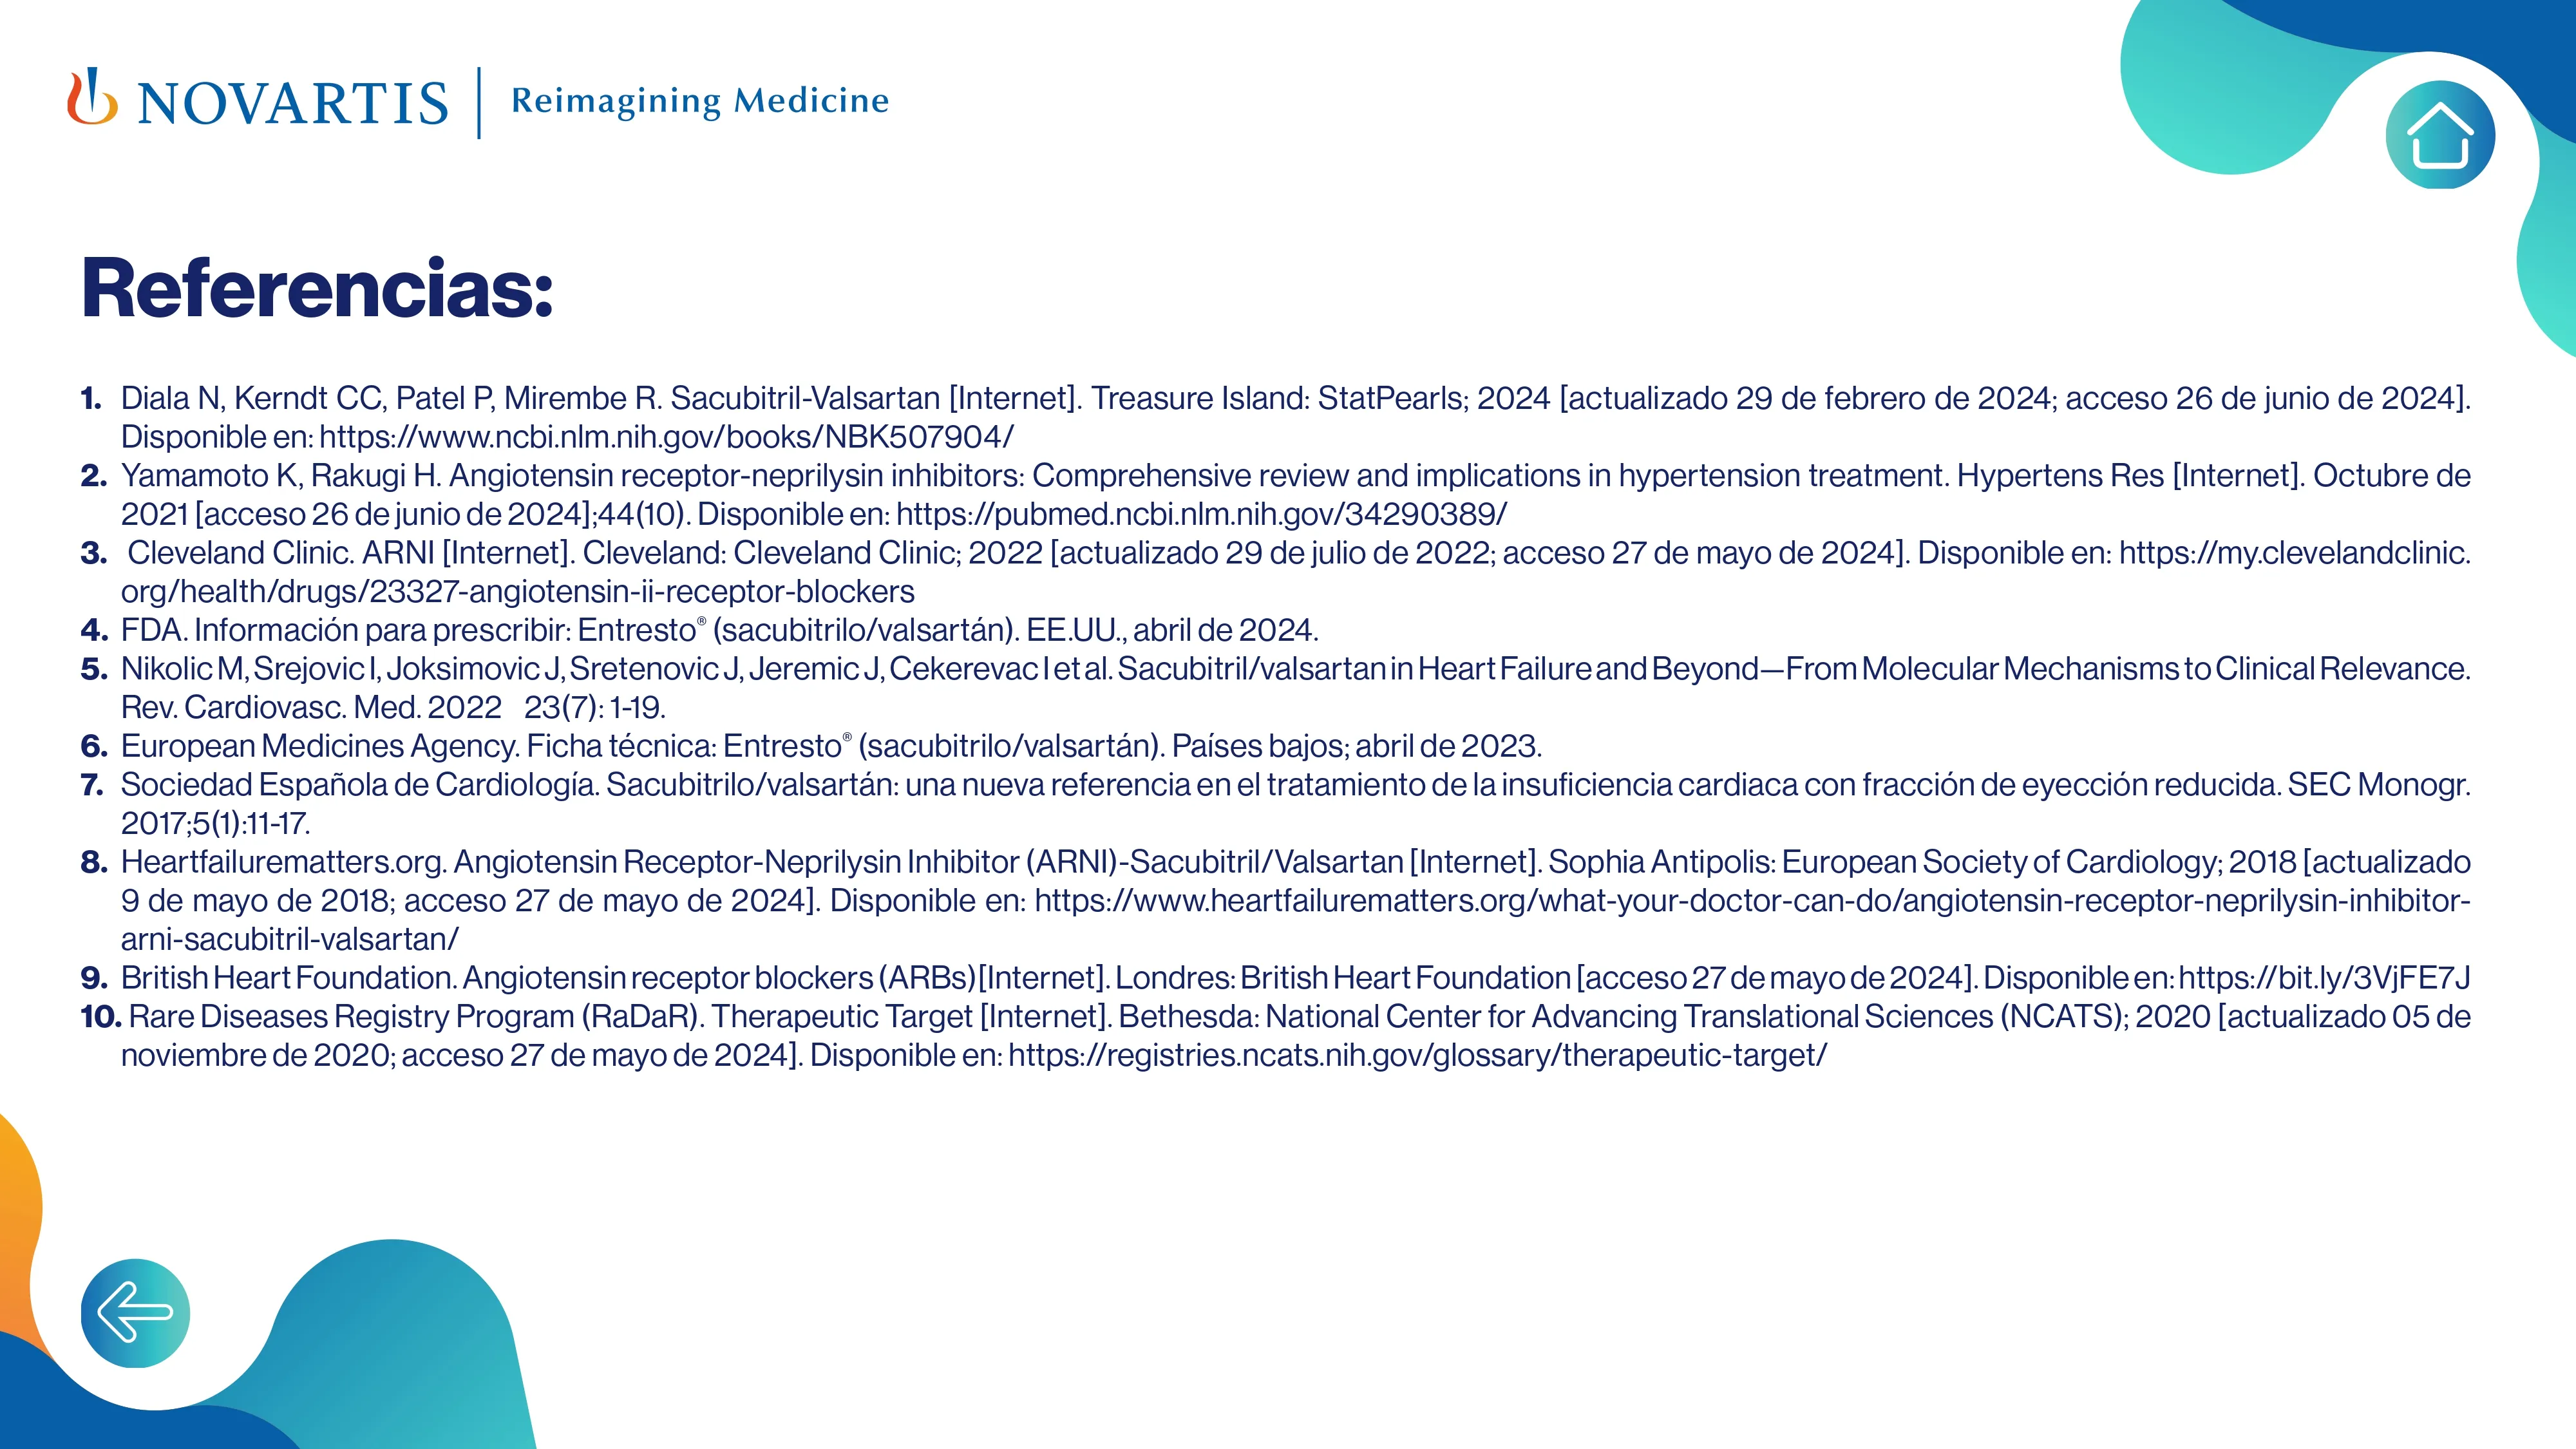 NOVARTIS | Reimagining Medicine
Referencias:
1. Diala N, Kerndt CC, Patel P, Mirembe R. Sacubitril-Valsartan [Internet]. Treasure Island: StatPearls; 2024 [actualizado 29 de febrero de 2024; acceso 26 de junio de 2024].
Disponible en: https://www.ncbi.nlm.nih.gov/books/NBK507904/
2. Yamamoto K, Rakugi H. Angiotensin receptor-neprilysin inhibitors: Comprehensive review and implications in hypertension treatment. Hypertens Res [Internet]. Octubre de
2021 [acceso 26 de junio de 2024];44(10). Disponible en: https://pubmed.ncbi.nlm.nih.gov/34290389/
3. Cleveland Clinic. ARNI [Internet]. Cleveland: Cleveland Clinic; 2022 [actualizado 29 de julio de 2022; acceso 27 de mayo de 2024]. Disponible en: https://my.clevelandclinic.
org/health/drugs/23327-angiotensin-ii-receptor-blockers
4. FDA. Información para prescribir: Entresto® (sacubitrilo/valsartán). EE.UU., abril de 2024.
5. Nikolic M, Srejovic I, Joksimovic J, Sretenovic J, Jeremic J, Cekerevac I et al. Sacubitril/valsartan in Heart Failure and Beyond—From Molecular Mechanisms to Clinical Relevance.
Rev. Cardiovasc. Med. 2022 23(7): 1-19.
6. European Medicines Agency. Ficha técnica: Entresto® (sacubitrilo/valsartán). Países bajos; abril de 2023.
7. Sociedad Española de Cardiología. Sacubitrilo/valsartán: una nueva referencia en el tratamiento de la insuficiencia cardiaca con fracción de eyección reducida. SEC Monogr.
2017;5(1):11-17.
8. Heartfailurematters.org. Angiotensin Receptor-Neprilysin Inhibitor (ARNI)-Sacubitril/Valsartan [Internet]. Sophia Antipolis: European Society of Cardiology; 2018 [actualizado
9 de mayo de 2018; acceso 27 de mayo de 2024]. Disponible en: https://www.heartfailurematters.org/what-your-doctor-can-do/angiotensin-receptor-neprilysin-inhibitor-
arni-sacubitril-valsartan/
9. British Heart Foundation. Angiotensin receptor blockers (ARBs)[Internet]. Londres: British Heart Foundation [acceso 27 de mayo de 2024]. Disponible en: https://bit.ly/3VjFE7J
10. Rare Diseases Registry Program (RaDaR). Therapeutic Target [Internet]. Bethesda: National Center for Advancing Translational Sciences (NCATS); 2020 [actualizado 05 de
noviembre de 2020; acceso 27 de mayo de 2024]. Disponible en: https://registries.ncats.nih.gov/glossary/therapeutic-target/